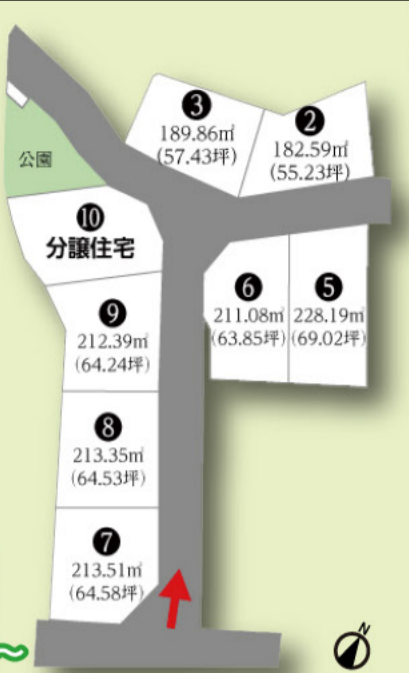 ❸
189.86㎡
(57.43坪)
❷
182.59㎡
(55.23坪)
公園
❿
分譲住宅
❻
211.08㎡
(63.85坪)
❺
228.19㎡
(69.02坪)
❾
212.39㎡
(64.24坪)
❽
213.35㎡
(64.53坪)
❼
213.51㎡
(64.58坪)
N